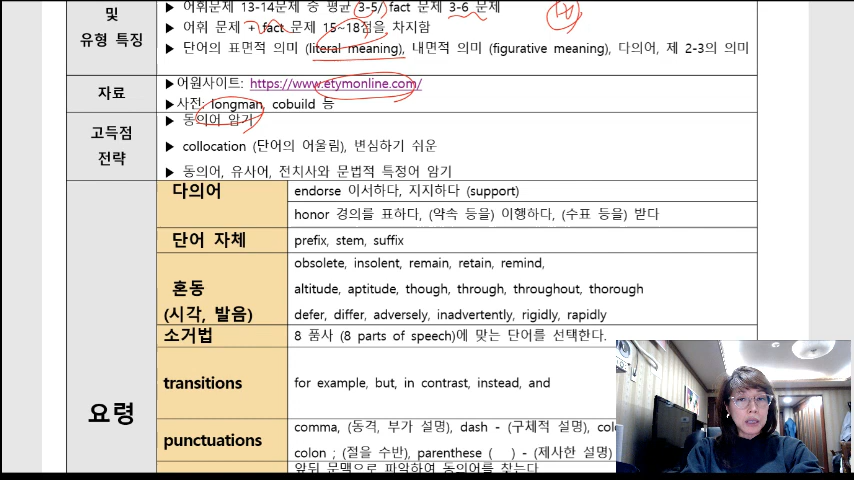 및
유형 특징
▶어휘문제 13-14문제 중 평균 3-5/ fact 문제 3-6 문제
▶어휘 문제 + fact 문제 15~18점을 차지함
▶단어의 표면적 의미 (literal meaning), 내면적 의미 (figurative meaning), 다의어, 제 2-3의 의미
자료
▶어원사이트: https://www.etymonline.com/
▶사전: longman, cobuild 등
고득점
전략
▶ 동의어 암기
▶ collocation (단어의 어울림), 변심하기 쉬운
▶ 동의어, 유사어, 전치사와 문법적 특정어 암기
요령
다의어
endorse 이서하다, 지지하다 (support)
honor 경의를 표하다, (약속 등을) 이행하다, (수표 등을) 받다
단어 자체
prefix, stem, suffix
혼동
(시각, 발음)
obsolete, insolent, remain, retain, remind,
altitude, aptitude, though, through, throughout, thorough
defer, differ, adversely, inadvertently, rigidly, rapidly
소거법
8 품사 (8 parts of speech)에 맞는 단어를 선택한다.
transitions
for example, but, in contrast, instead, and
punctuations
comma, (동격, 부가 설명), dash - (구체적 설명),
colon ; (절을 수반), parenthese ( ) - (제사한 설명)
앞뒤 문맥으로 파악하여 동의어를 찾는다